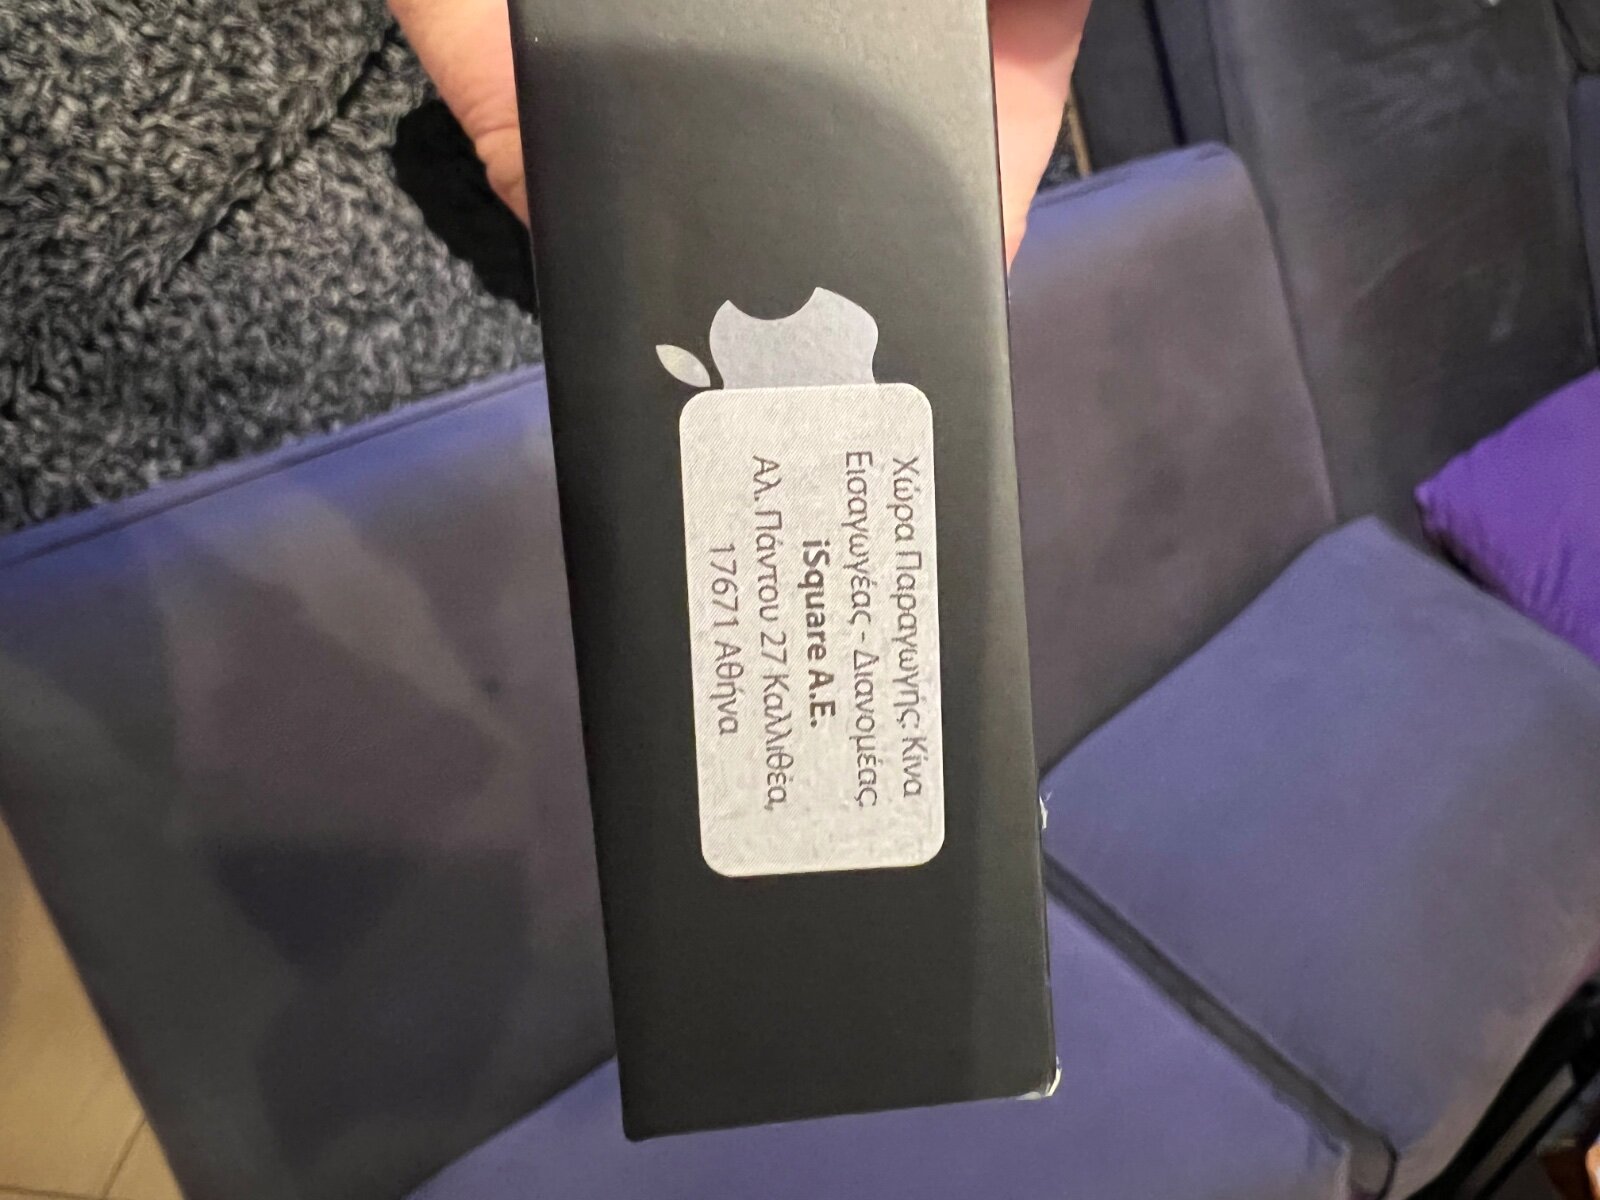 Χώρα Παραγωγής: Κίνα
Εισαγωγέας - Διανομέας:
iSquare A.E.
Αλ. Πάντου 27 Καλλιθέα,
17671 Αθήνα